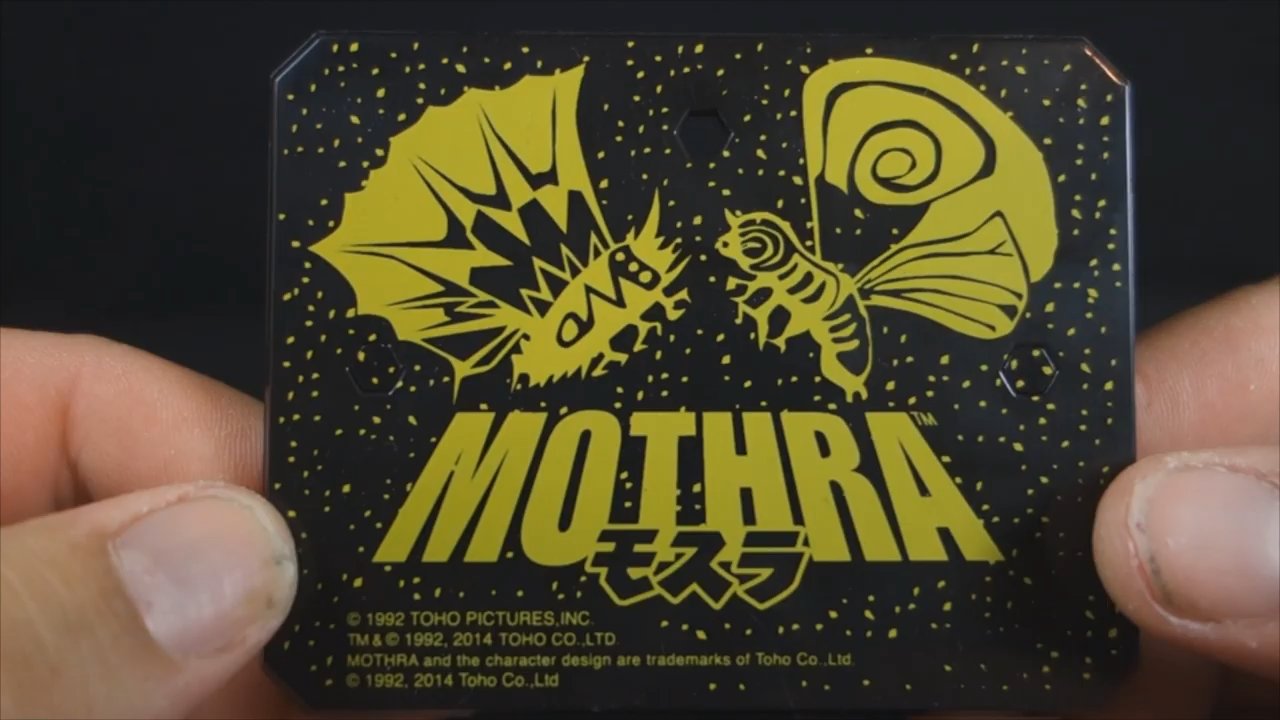 MOTHRA™
モスラ
© 1992 TOHO PICTURES,INC.
TM & © 1992, 2014 TOHO CO.,LTD.
MOTHRA and the character design are trademarks of Toho Co.,Ltd.
© 1992, 2014 Toho Co.,Ltd